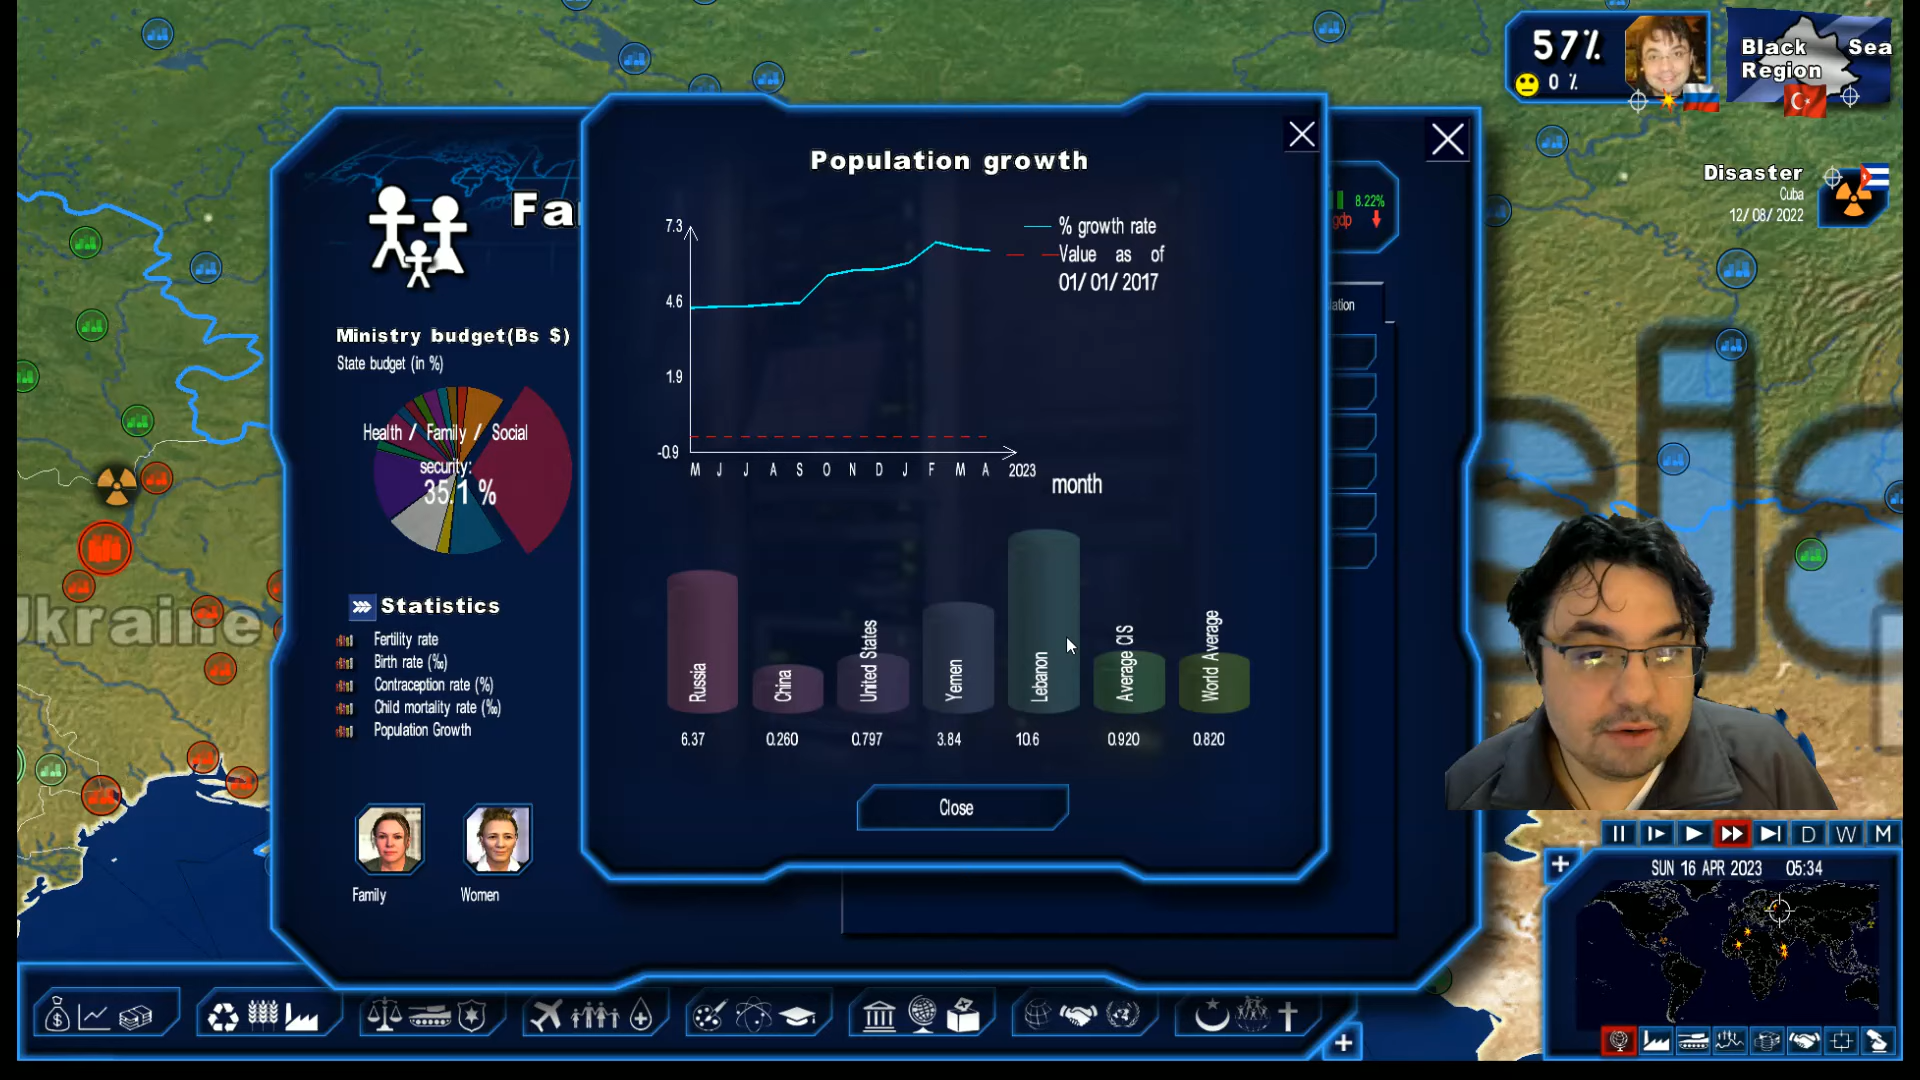 57%
0 %
Black Sea
Region
Disaster
Cuba
12/ 08/ 2022
Population growth
8.22%
gdp
7.3
4.6
1.9
-0.9
% growth rate
Value as of
01/ 01/ 2017
M J J A S O N D J F M A 2023
month
Ministry budget(Bs $)
State budget (in %)
Health / Family / Social
security:
35.1 %
Statistics
Fertility rate
Birth rate (‰)
Contraception rate (%)
Child mortality rate (‰)
Population Growth
Family
Women
Russia
China
United States
Yemen
Lebanon
Average CIS
World Average
6.37 0.260 0.797 3.84 10.6 0.920 0.820
Close
Ukraine
D W M
SUN 16 APR 2023 05:34